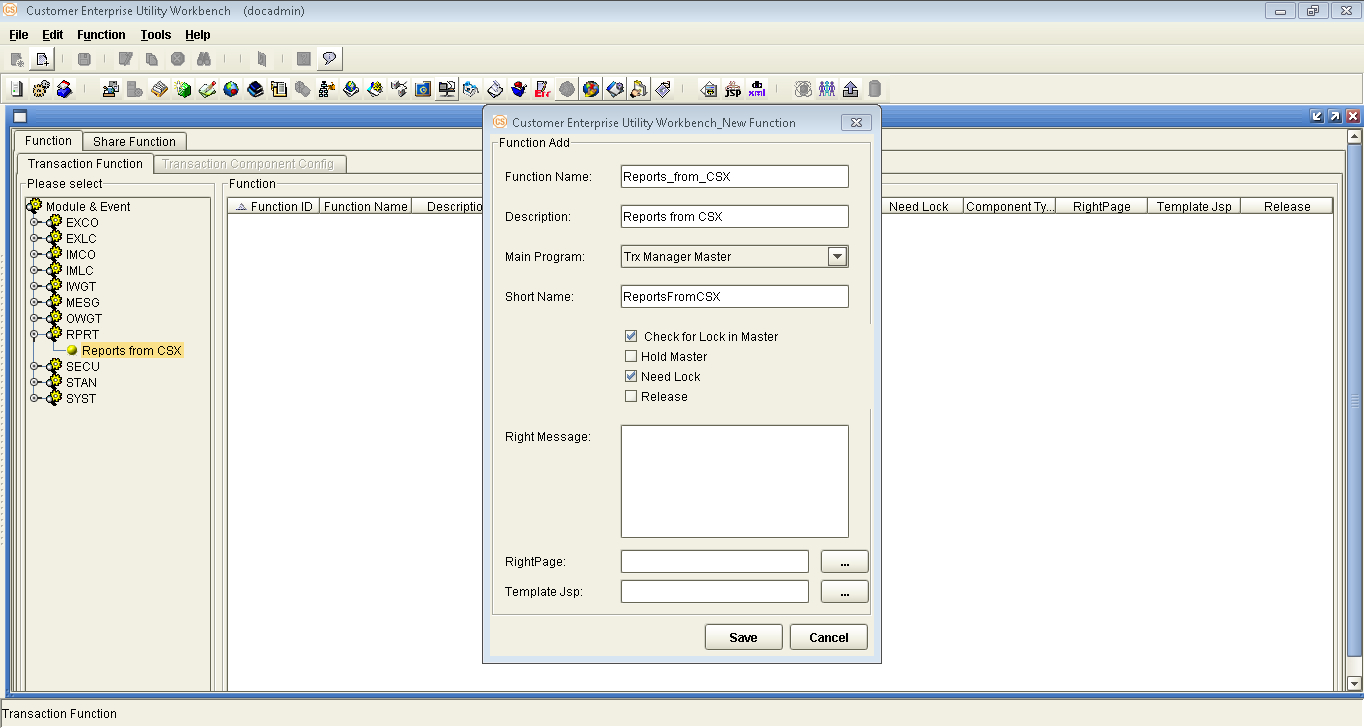 CS Customer Enterprise Utility Workbench (docadmin)
File Edit Function Tools Help
jsp xml
Function Share Function
Transaction Function Transaction Component Config
Please select
Module & Event
EXCO
EXLC
IMCO
IMLC
IWGT
MESG
OWGT
RPRT
Reports from CSX
SECU
STAN
SYST
Function
Function ID Function Name Descriptio Need Lock Component Ty... RightPage Template Jsp Release
CS Customer Enterprise Utility Workbench_New Function
Function Add
Function Name: Reports_from_CSX
Description: Reports from CSX
Main Program: Trx Manager Master
Short Name: ReportsFromCSX
Check for Lock in Master
Hold Master
Need Lock
Release
Right Message:
RightPage: ...
Template Jsp: ...
Save Cancel
Transaction Function